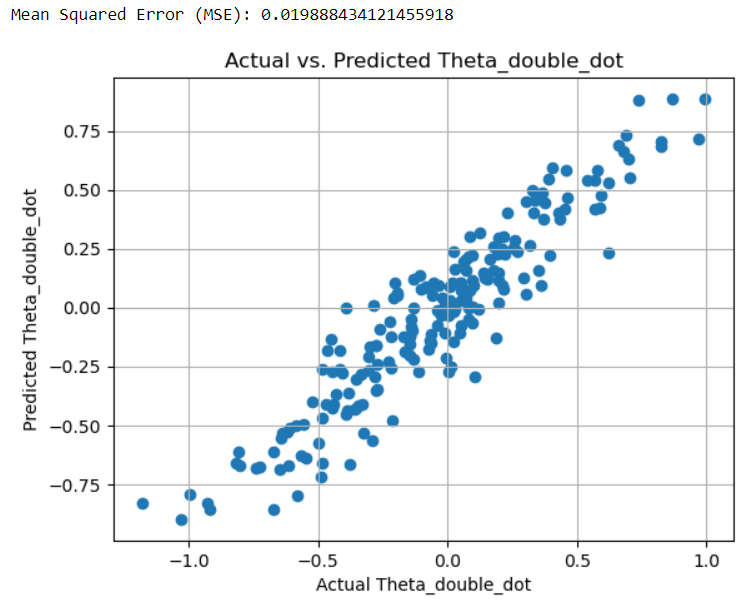 Mean Squared Error (MSE): 0.019888434121455918
Actual vs. Predicted Theta_double_dot
Predicted Theta_double_dot
0.75
0.50
0.25
0.00
−0.25
−0.50
−0.75
−1.0 −0.5 0.0 0.5 1.0
Actual Theta_double_dot